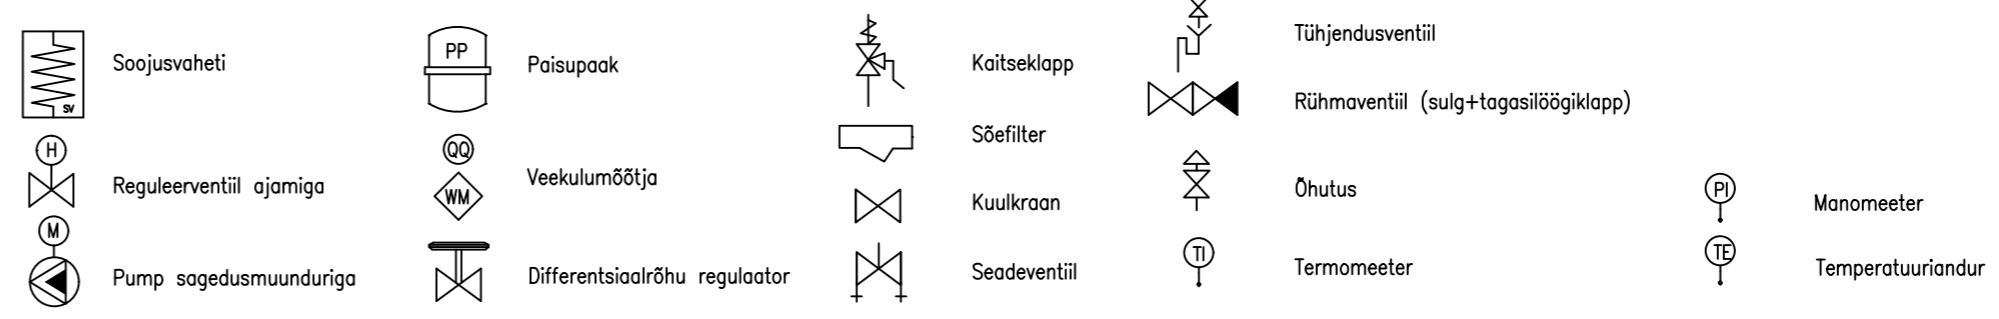 SV
Soojusvaheti
H
Reguleerventiil ajamiga
M
Pump sagedusmuunduriga
PP
Paisupaak
QQ
WM
Veekulumõõtja
Differentsiaalrõhu regulaator
Kaitseklapp
Sõefilter
Kuulkraan
Seadeventiil
Tühjendusventiil
Rühmaventiil (sulg+tagasilöögiklapp)
Õhutus
TI
Termomeeter
PI
Manomeeter
TE
Temperatuuriandur